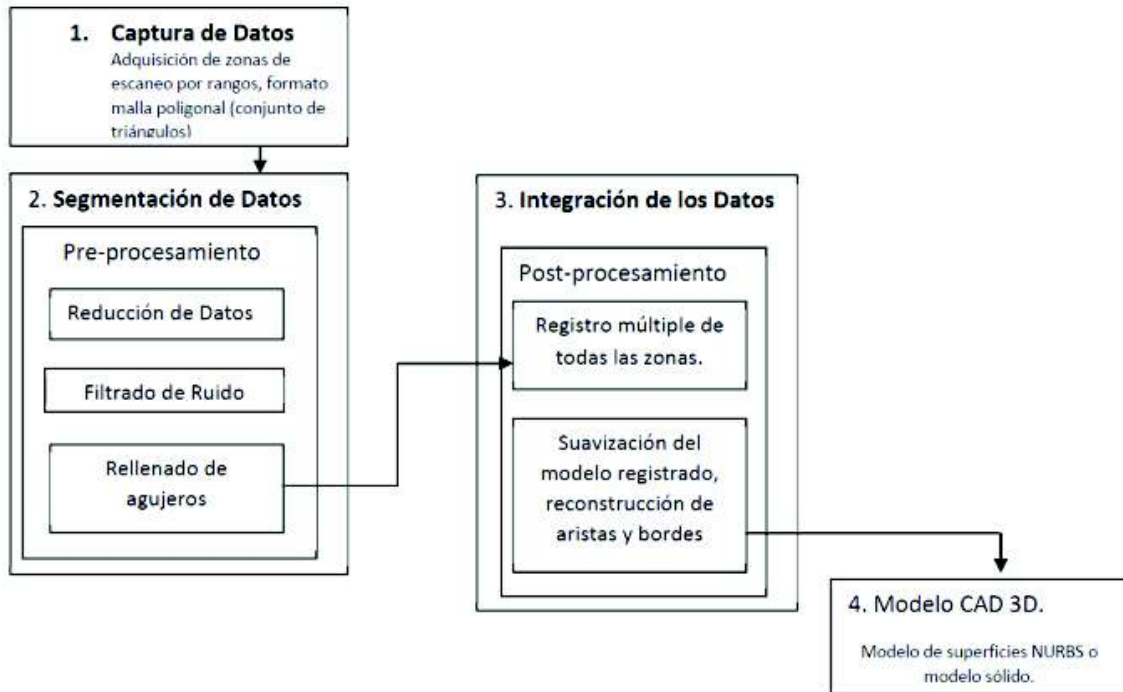 1. Captura de Datos
Adquisición de zonas de
escaneo por rangos, formato
malla poligonal (conjunto de
triángulos)
2. Segmentación de Datos
Pre-procesamiento
Reducción de Datos
Filtrado de Ruido
Rellenado de
agujeros
3. Integración de los Datos
Post-procesamiento
Registro múltiple de
todas las zonas.
Suavización del
modelo registrado,
reconstrucción de
aristas y bordes
4. Modelo CAD 3D.
Modelo de superficies NURBS o
modelo sólido.